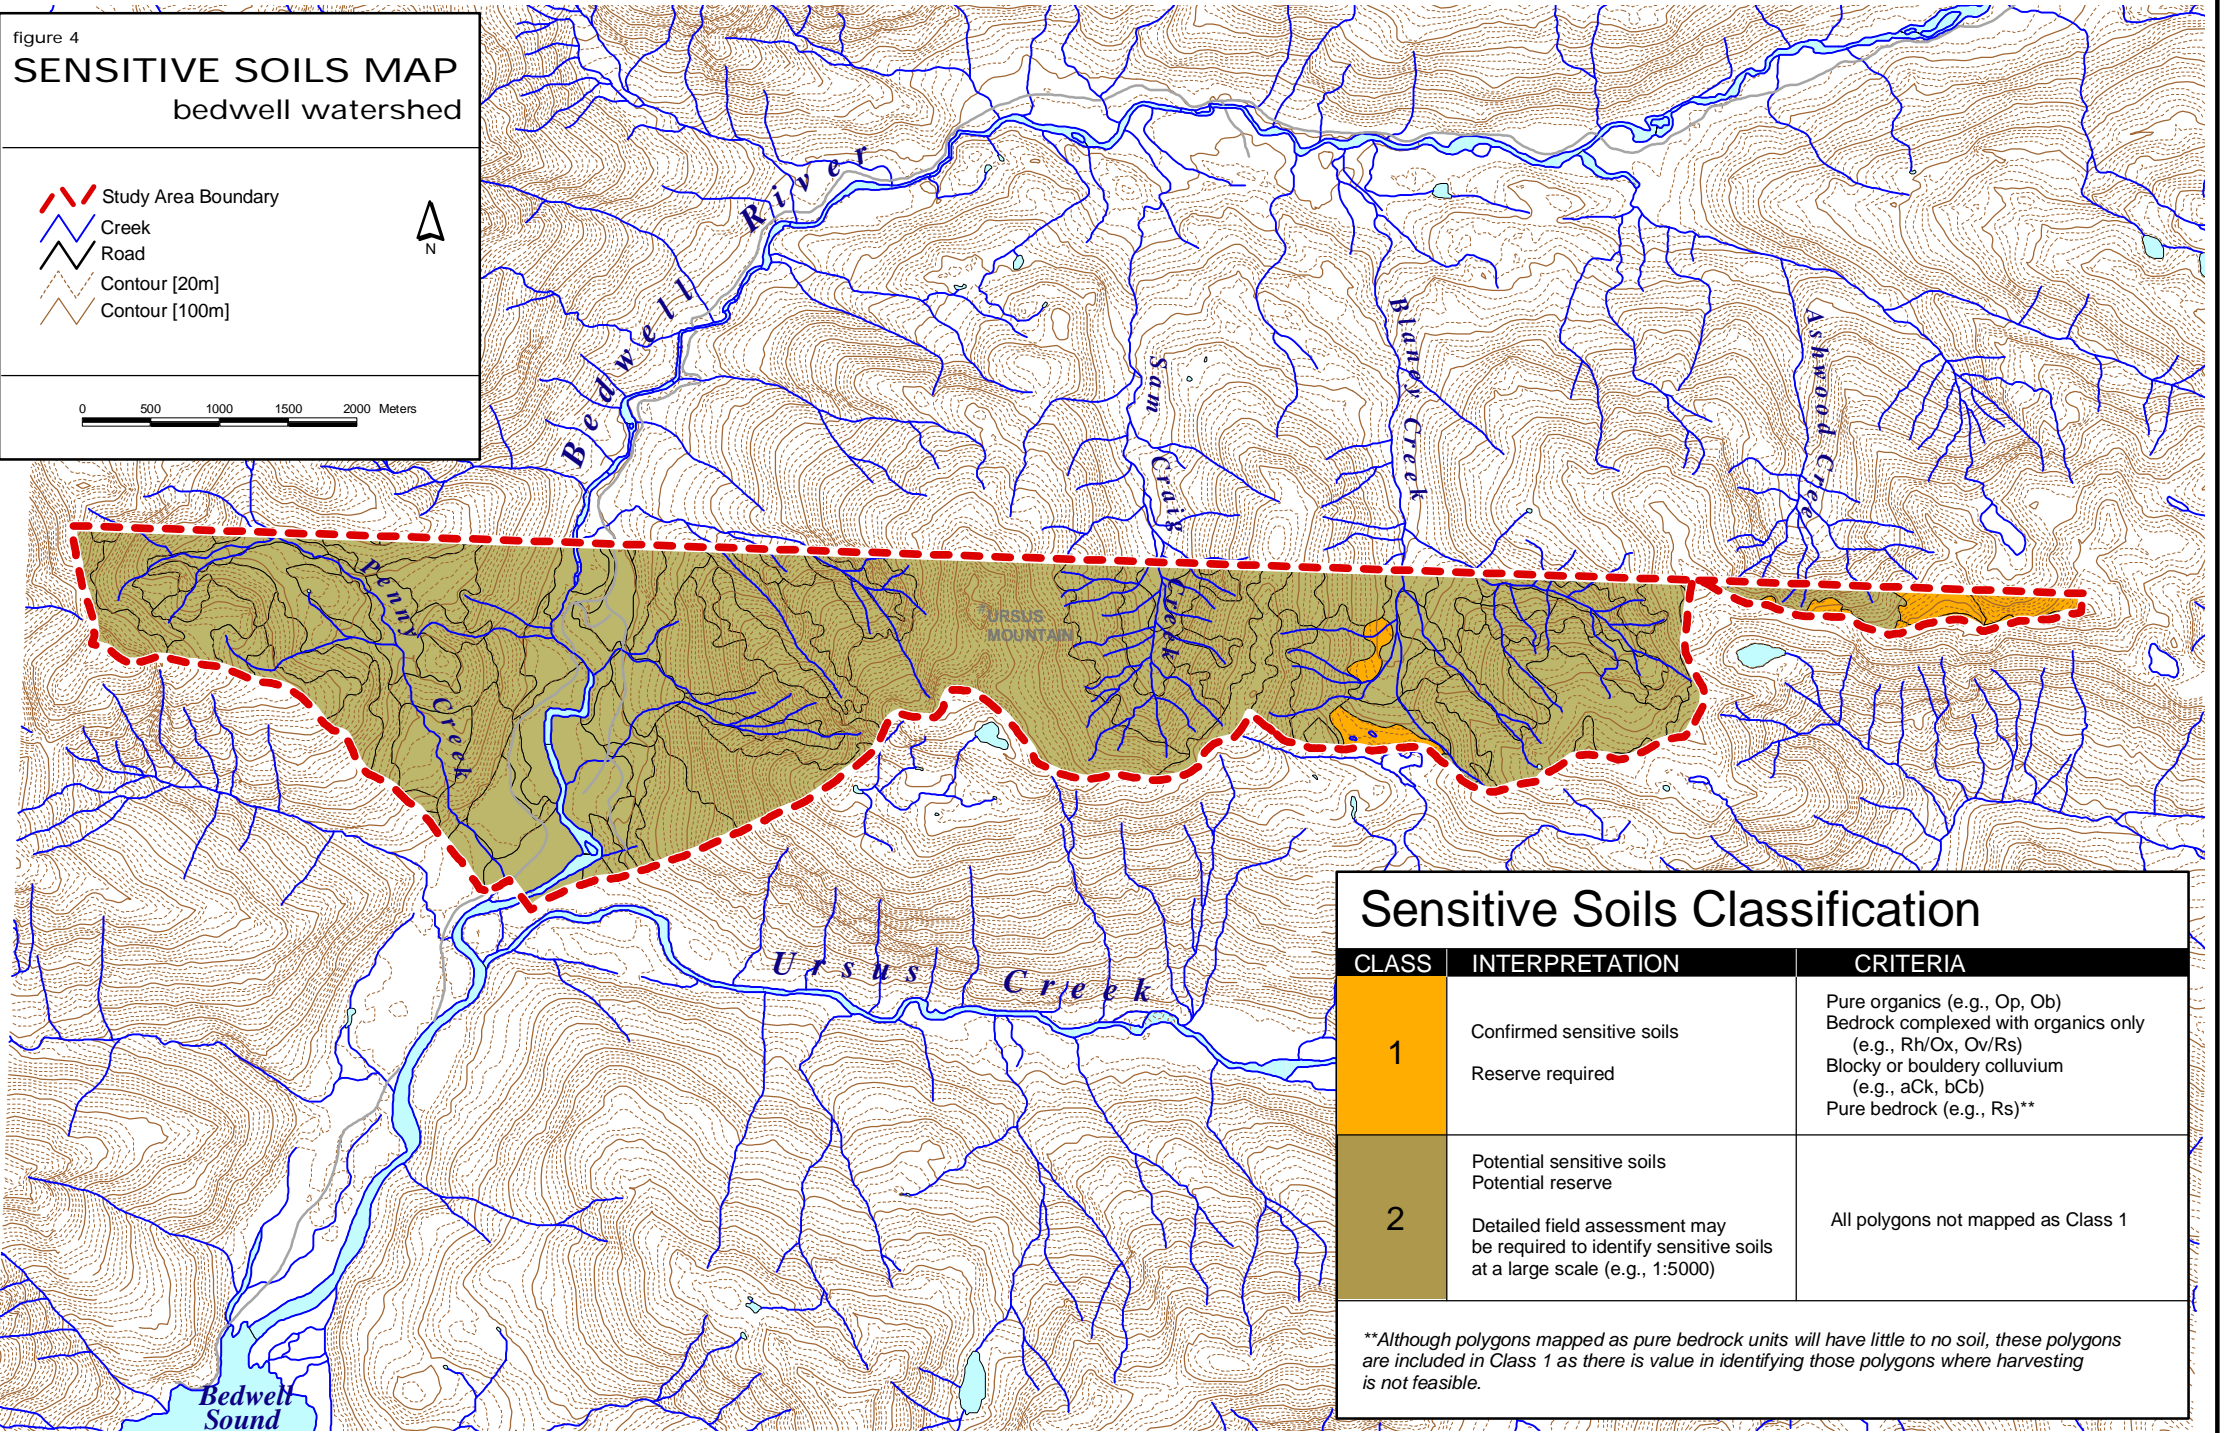 figure 4
SENSITIVE SOILS MAP
bedwell watershed
Study Area Boundary
Creek
Road
Contour [20m]
Contour [100m]
N
0 500 1000 1500 2000 Meters
Bedwell River
Sam Craig Creek
Blaney Creek
Ashwood Creek
Penny Creek
URSUS
MOUNTAIN
Ursus Creek
Bedwell
Sound
Sensitive Soils Classification
CLASS INTERPRETATION CRITERIA
1
Confirmed sensitive soils
Reserve required
Pure organics (e.g., Op, Ob)
Bedrock complexed with organics only
(e.g., Rh/Ox, Ov/Rs)
Blocky or bouldery colluvium
(e.g., aCk, bCb)
Pure bedrock (e.g., Rs)**
2
Potential sensitive soils
Potential reserve
Detailed field assessment may
be required to identify sensitive soils
at a large scale (e.g., 1:5000)
All polygons not mapped as Class 1
**Although polygons mapped as pure bedrock units will have little to no soil, these polygons
are included in Class 1 as there is value in identifying those polygons where harvesting
is not feasible.